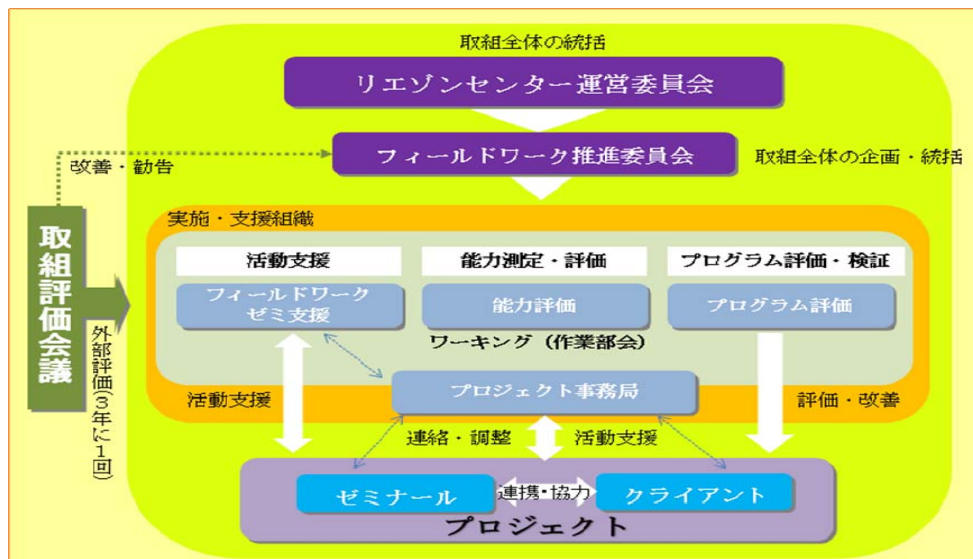 取組全体の統括
リエゾンセンター運営委員会
フィールドワーク推進委員会
取組全体の企画・統括
改善・勧告
取組評価会議
外部評価(3年に1回)
実施・支援組織
活動支援
能力測定・評価
プログラム評価・検証
フィールドワーク
ゼミ支援
能力評価
プログラム評価
ワーキング（作業部会）
プロジェクト事務局
活動支援
評価・改善
連絡・調整
活動支援
ゼミナール
連携・協力
クライアント
プロジェクト